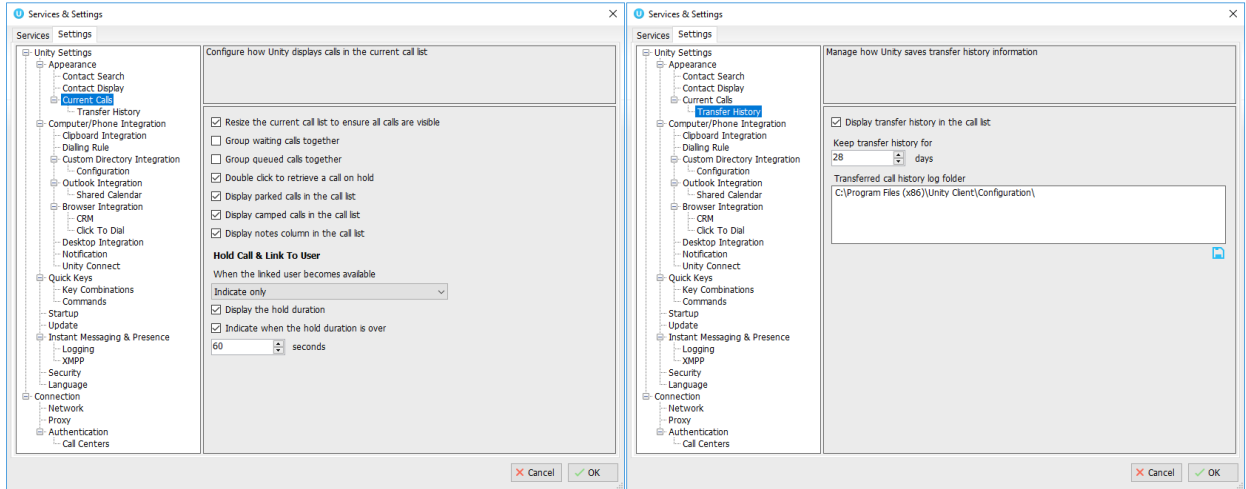 Services & Settings
Services Settings
Unity Settings
Appearance
Contact Search
Contact Display
Current Calls
Transfer History
Computer/Phone Integration
Clipboard Integration
Dialling Rule
Custom Directory Integration
Configuration
Outlook Integration
Shared Calendar
Browser Integration
CRM
Click To Dial
Desktop Integration
Notification
Unity Connect
Quick Keys
Key Combinations
Commands
Startup
Update
Instant Messaging & Presence
Logging
XMPP
Security
Language
Connection
Network
Proxy
Authentication
Call Centers
Configure how Unity displays calls in the current call list
Resize the current call list to ensure all calls are visible
Group waiting calls together
Group queued calls together
Double click to retrieve a call on hold
Display parked calls in the call list
Display camped calls in the call list
Display notes column in the call list
Hold Call & Link To User
When the linked user becomes available
Indicate only
Display the hold duration
Indicate when the hold duration is over
60 seconds
Cancel OK
Services & Settings
Services Settings
Unity Settings
Appearance
Contact Search
Contact Display
Current Calls
Transfer History
Computer/Phone Integration
Clipboard Integration
Dialling Rule
Custom Directory Integration
Configuration
Outlook Integration
Shared Calendar
Browser Integration
CRM
Click To Dial
Desktop Integration
Notification
Unity Connect
Quick Keys
Key Combinations
Commands
Startup
Update
Instant Messaging & Presence
Logging
XMPP
Security
Language
Connection
Network
Proxy
Authentication
Call Centers
Manage how Unity saves transfer history information
Display transfer history in the call list
Keep transfer history for
28 days
Transferred call history log folder
C:\Program Files (x86)\Unity Client\Configuration\
Cancel OK